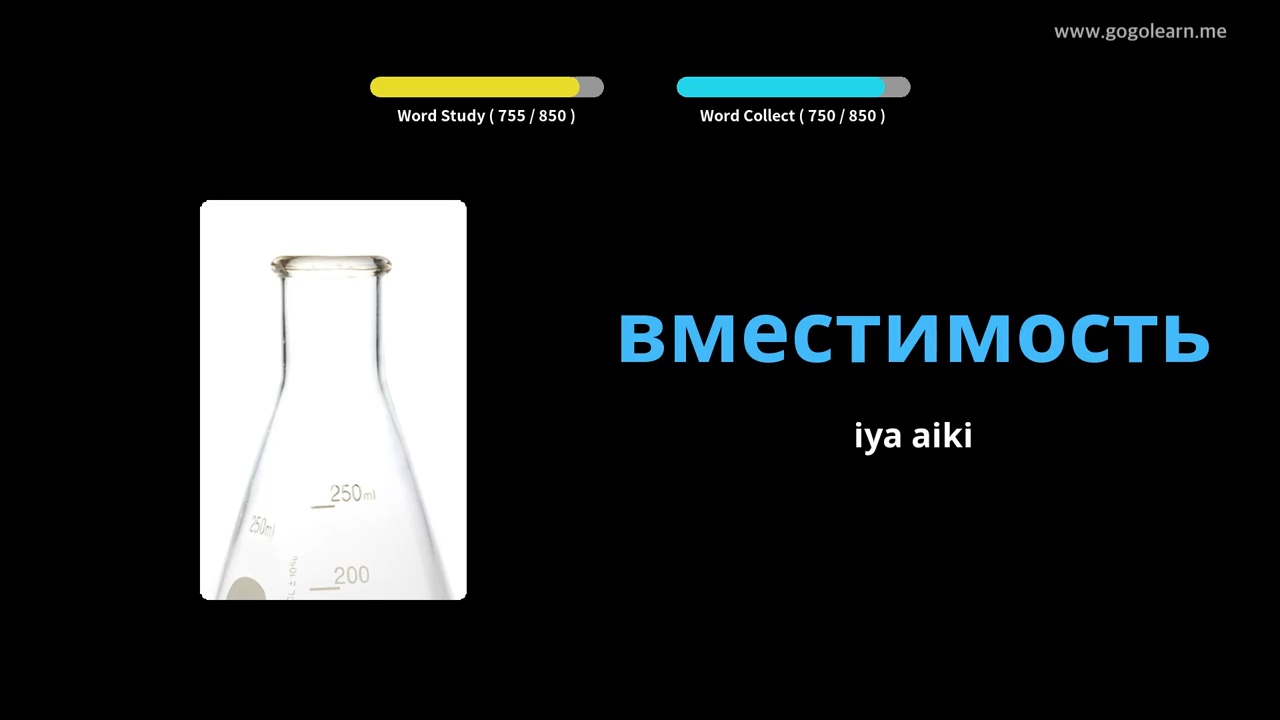 www.gogolearn.me
Word Study ( 755 / 850 )
Word Collect ( 750 / 850 )
вместимость
iya aiki
250ml
250ml
200